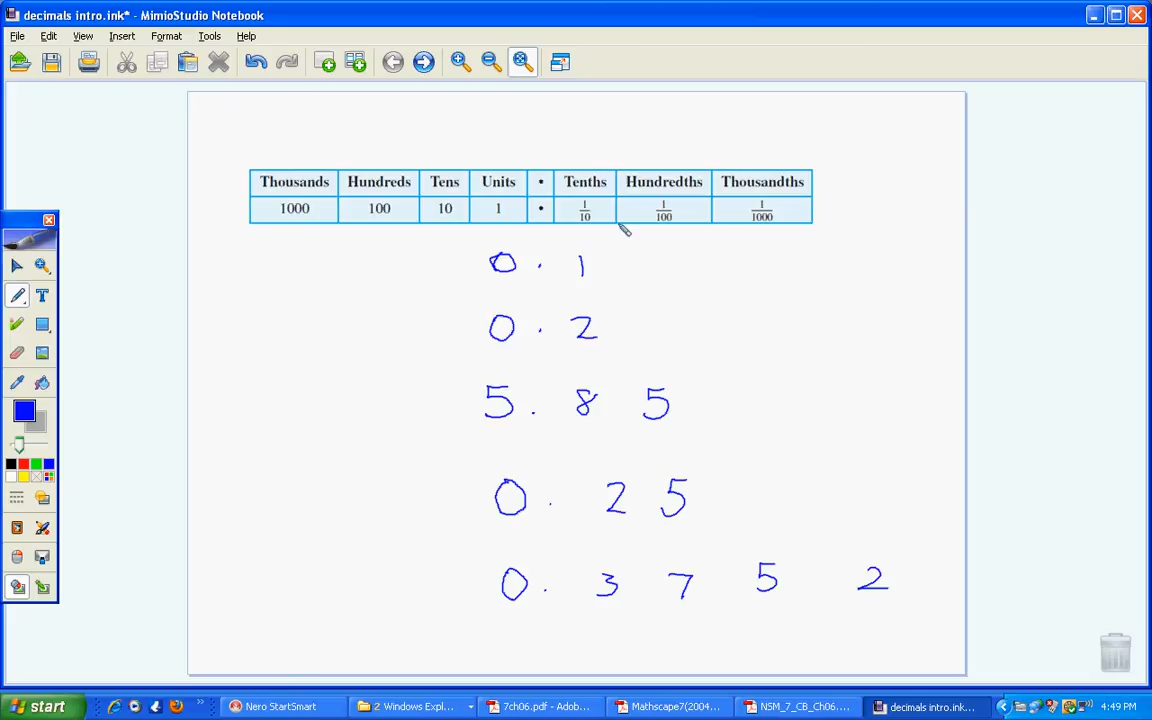 decimals intro.ink* - MimioStudio Notebook
File Edit View Insert Format Tools Help
Thousands Hundreds Tens Units • Tenths Hundredths Thousandths
1000 100 10 1 • 1/10 1/100 1/1000
0.1
0.2
5.85
0.25
0.3752
start Nero StartSmart 2 Windows Expl... 7ch06.pdf - Adob... Mathscape7(2004... NSM_7_CB_Ch06.... decimals intro.ink... 4:49 PM